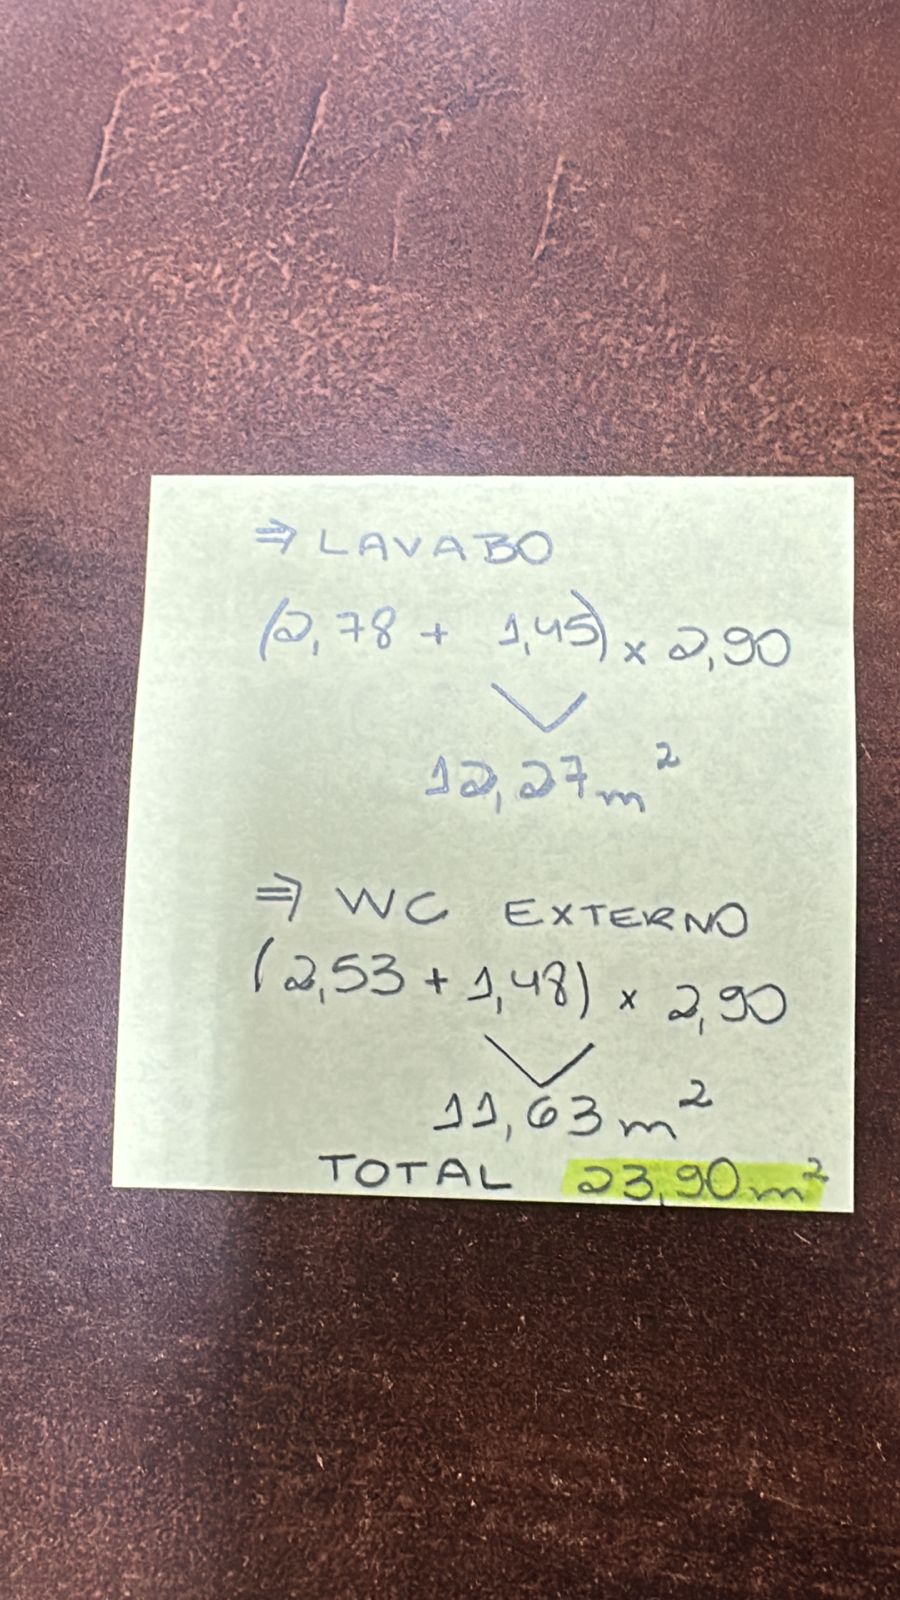 ⇒ LAVABO
(2,78 + 1,45) x 2,90
12,27 m²
⇒ WC EXTERNO
(2,53 + 1,48) x 2,90
11,63 m²
TOTAL 23,90 m²